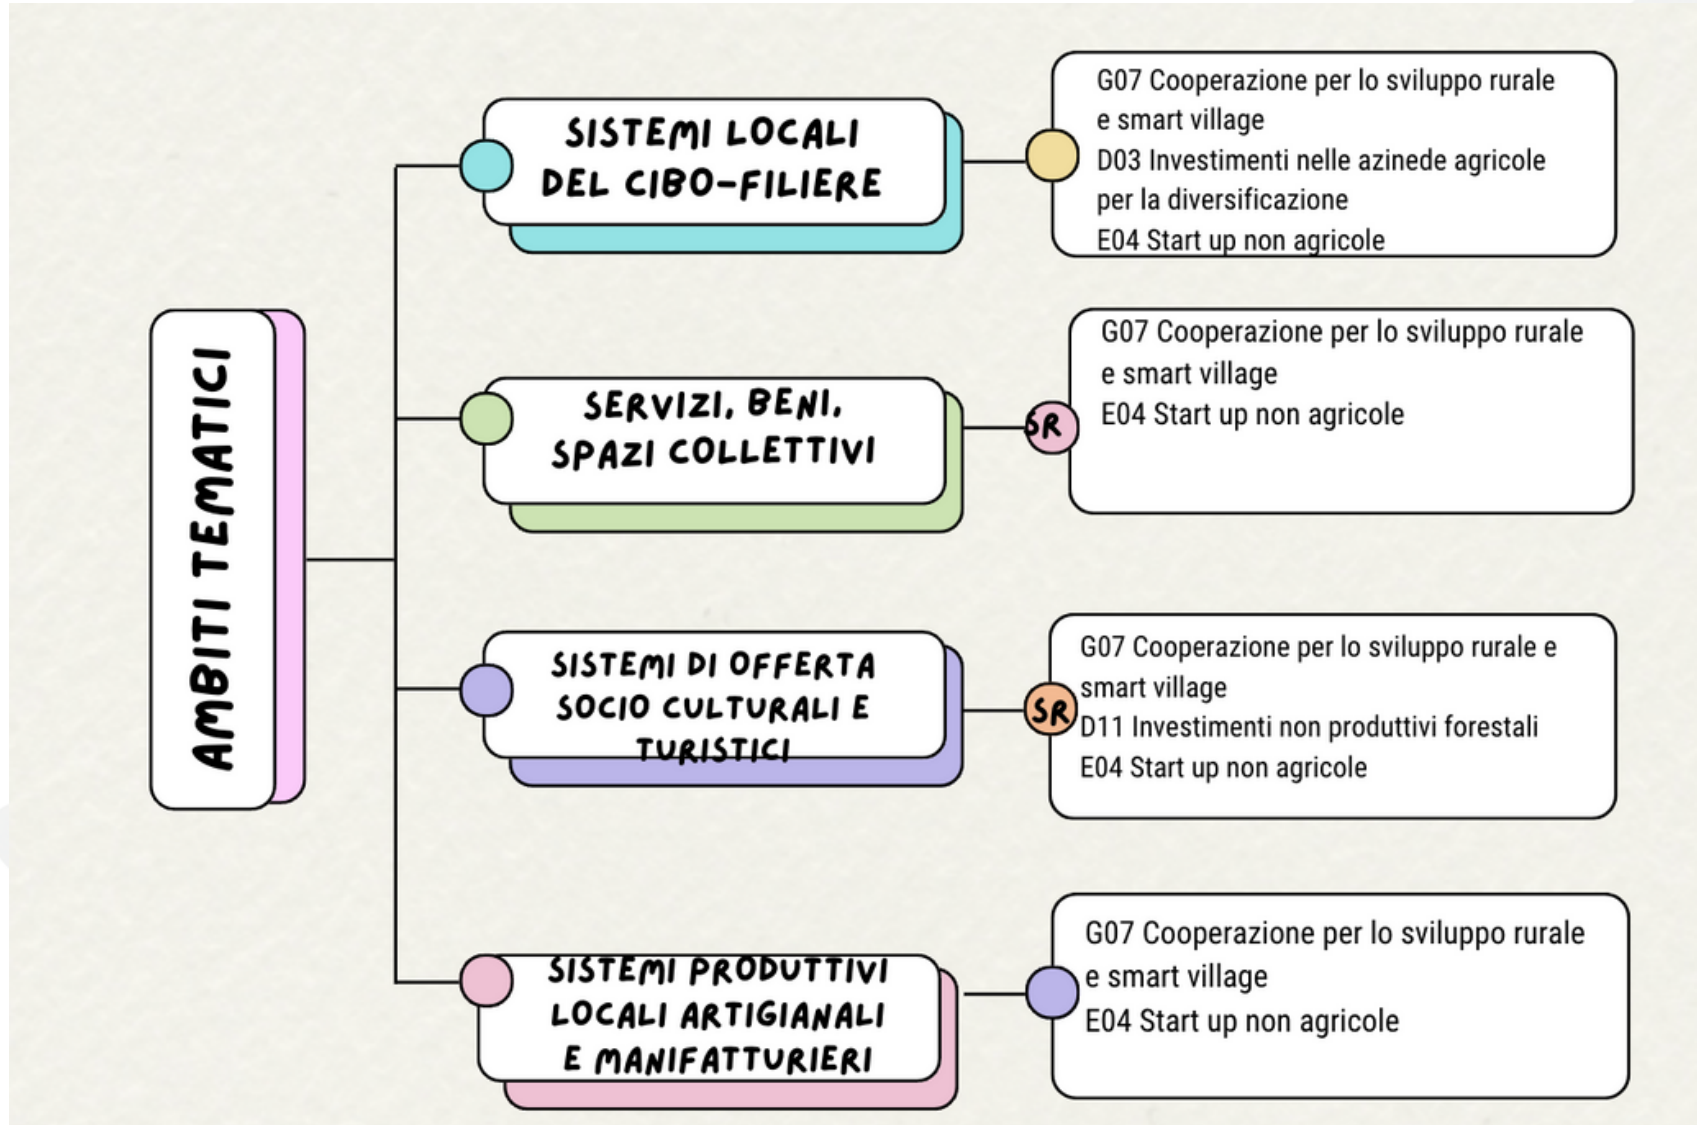 AMBITI TEMATICI
SISTEMI LOCALI
DEL CIBO-FILIERE
G07 Cooperazione per lo sviluppo rurale
e smart village
D03 Investimenti nelle azinede agricole
per la diversificazione
E04 Start up non agricole
SERVIZI, BENI,
SPAZI COLLETTIVI
SR
G07 Cooperazione per lo sviluppo rurale
e smart village
E04 Start up non agricole
SISTEMI DI OFFERTA
SOCIO CULTURALI E
TURISTICI
SR
G07 Cooperazione per lo sviluppo rurale e
smart village
D11 Investimenti non produttivi forestali
E04 Start up non agricole
SISTEMI PRODUTTIVI
LOCALI ARTIGIANALI
E MANIFATTURIERI
G07 Cooperazione per lo sviluppo rurale
e smart village
E04 Start up non agricole